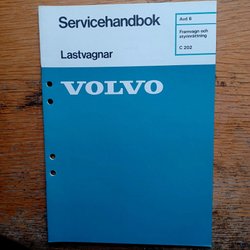 Servicehandbok
Lastvagnar
Avd 6
Framvagn och
styrinrättning
C 202
VOLVO